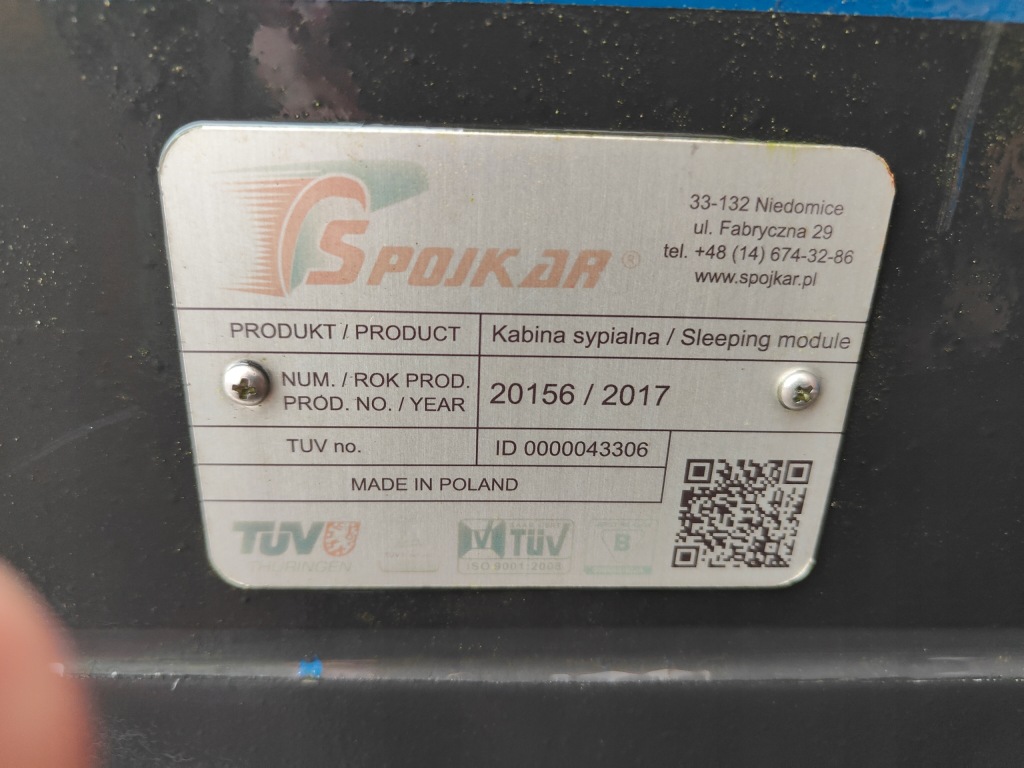 SPOJKAR ®
33-132 Niedomice
ul. Fabryczna 29
tel. +48 (14) 674-32-86
www.spojkar.pl
PRODUKT / PRODUCT
Kabina sypialna / Sleeping module
NUM. / ROK PROD.
PROD. NO. / YEAR
20156 / 2017
TUV no.
ID 0000043306
MADE IN POLAND
TÜV
THÜRINGEN
TÜV
ISO 9001:2008
B